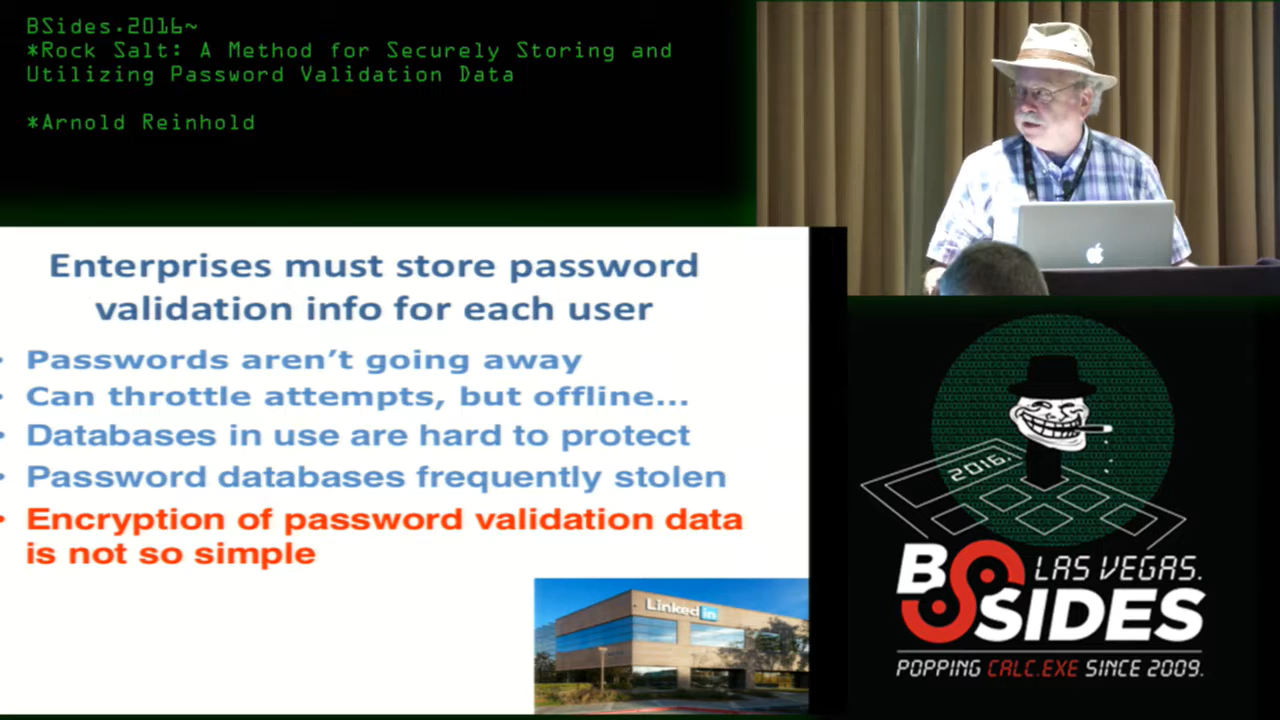 BSides.2016~
*Rock Salt: A Method for Securely Storing and
Utilizing Password Validation Data
*Arnold Reinhold
Enterprises must store password
validation info for each user
• Passwords aren't going away
• Can throttle attempts, but offline...
• Databases in use are hard to protect
• Password databases frequently stolen
• Encryption of password validation data
is not so simple
Linked in
2016.
BSIDES
LAS VEGAS.
POPPING CALC.EXE SINCE 2009.